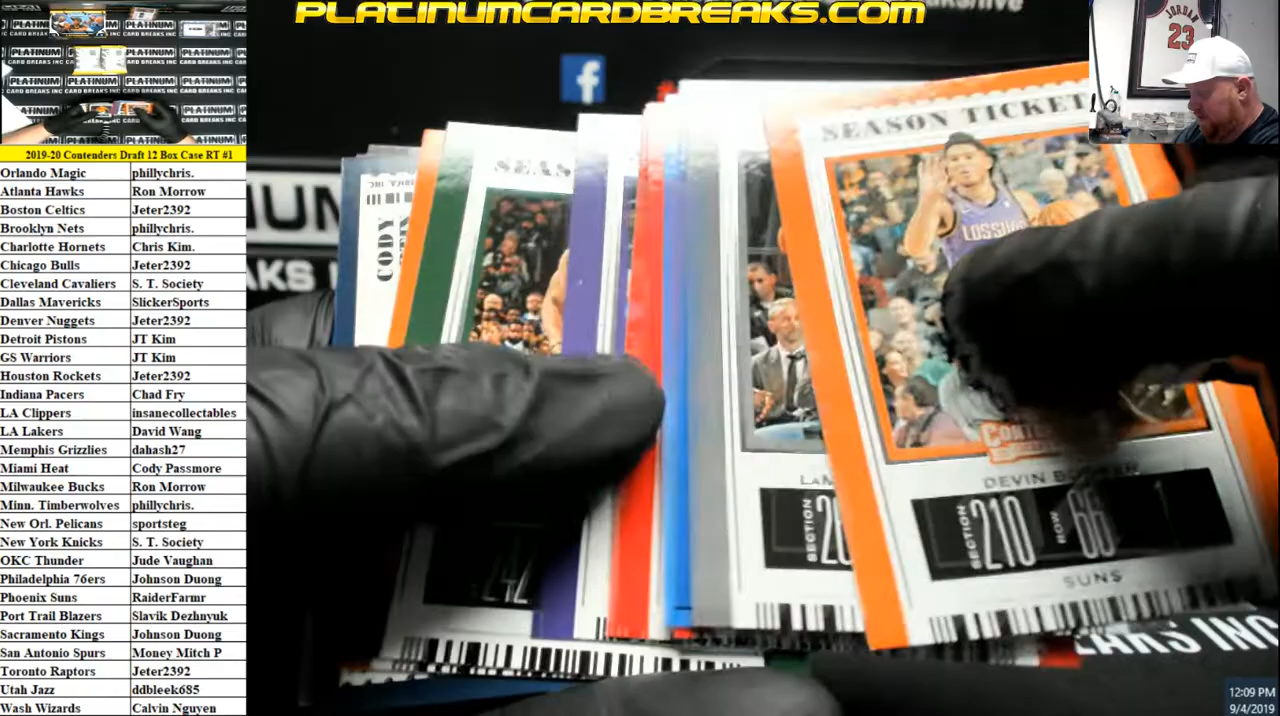 PLATINUMCARDBREAKS.COM
JORDAN
23
f
PLATINUM
CARD BREAKS INC
2019-20 Contenders Draft 12 Box Case RT #1
Orlando Magic phillychris.
Atlanta Hawks Ron Morrow
Boston Celtics Jeter2392
Brooklyn Nets phillychris.
Charlotte Hornets Chris Kim.
Chicago Bulls Jeter2392
Cleveland Cavaliers S. T. Society
Dallas Mavericks SlickerSports
Denver Nuggets Jeter2392
Detroit Pistons JT Kim
GS Warriors JT Kim
Houston Rockets Jeter2392
Indiana Pacers Chad Fry
LA Clippers insanecollectables
LA Lakers David Wang
Memphis Grizzlies dahash27
Miami Heat Cody Passmore
Milwaukee Bucks Ron Morrow
Minn. Timberwolves phillychris.
New Orl. Pelicans sportsteg
New York Knicks S. T. Society
OKC Thunder Jude Vaughan
Philadelphia 76ers Johnson Duong
Phoenix Suns RaiderFarmr
Port Trail Blazers Slavik Dezhnyuk
Sacramento Kings Johnson Duong
San Antonio Spurs Money Mitch P
Toronto Raptors Jeter2392
Utah Jazz ddbleek685
Wash Wizards Calvin Nguyen
CODY
SEASON TICKET
DEVIN
SECTION
210
ROW
66
1
SUNS
SECTION
12:09 PM
9/4/2019